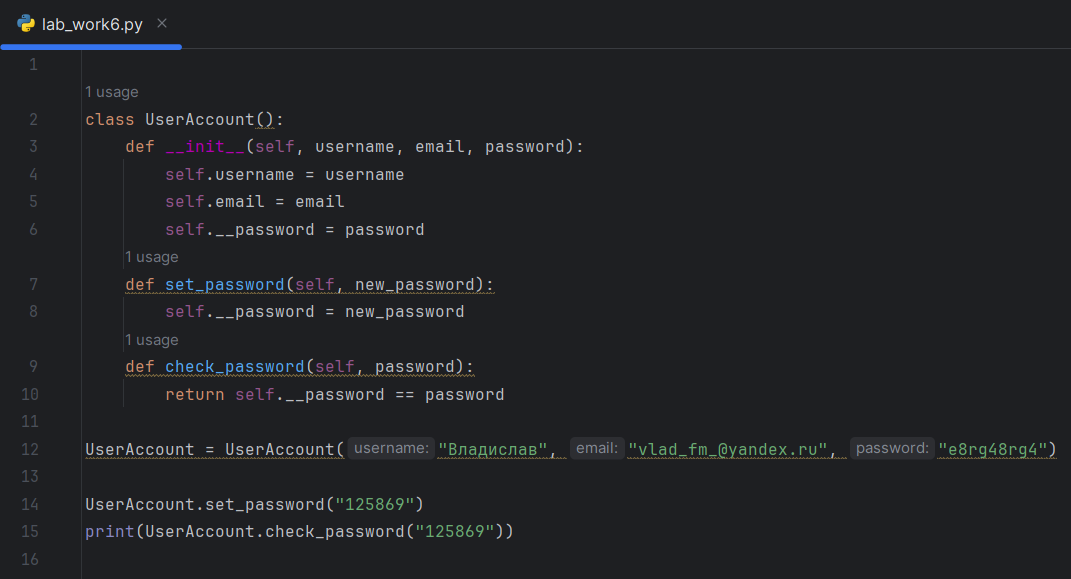 lab_work6.py ×
1
1 usage
2 class UserAccount():
3     def __init__(self, username, email, password):
4         self.username = username
5         self.email = email
6         self.__password = password
1 usage
7     def set_password(self, new_password):
8         self.__password = new_password
1 usage
9     def check_password(self, password):
10         return self.__password == password
11
12 UserAccount = UserAccount( username: "Владислав", email: "vlad_fm_@yandex.ru", password: "e8rg48rg4")
13
14 UserAccount.set_password("125869")
15 print(UserAccount.check_password("125869"))
16